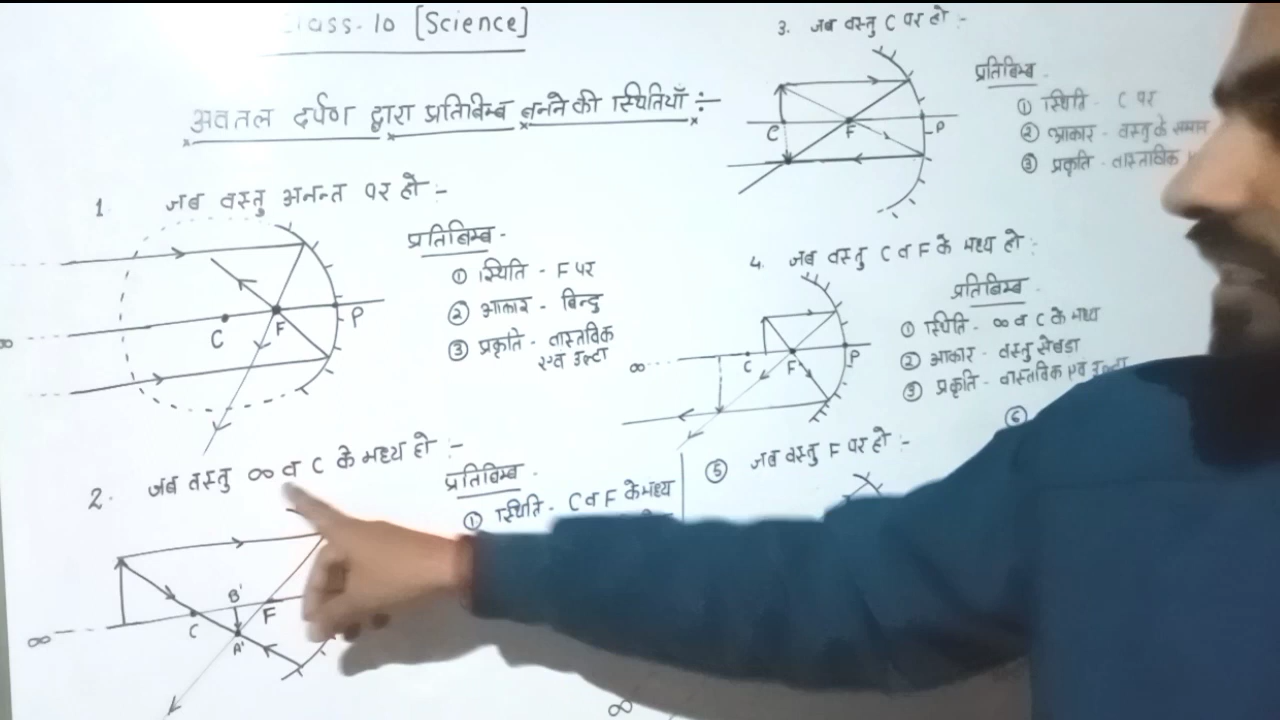 Class-10 [Science]
अवतल दर्पण द्वारा प्रतिबिम्ब बनने की स्थितियाँ :-
1. जब वस्तु अनन्त पर हो :-
प्रतिबिम्ब -
① स्थिति - F पर
② आकार - बिन्दु
③ प्रकृति - वास्तविक
एवं उल्टा
∞
C
F
P
2. जब वस्तु ∞ व C के मध्य हो :-
प्रतिबिम्ब -
① स्थिति - C व F के मध्य
∞
C
B'
F
A'
3. जब वस्तु C पर हो :-
प्रतिबिम्ब -
① स्थिति - C पर
② आकार - वस्तु के समान
③ प्रकृति - वास्तविक
C
F
P
4. जब वस्तु C व F के मध्य हो :-
प्रतिबिम्ब -
① स्थिति - ∞ व C के मध्य
② आकार - वस्तु से बडा
③ प्रकृति - वास्तविक एवं उल्टा
∞
C
F
P
⑤ जब वस्तु F पर हो :-
⑥
∞